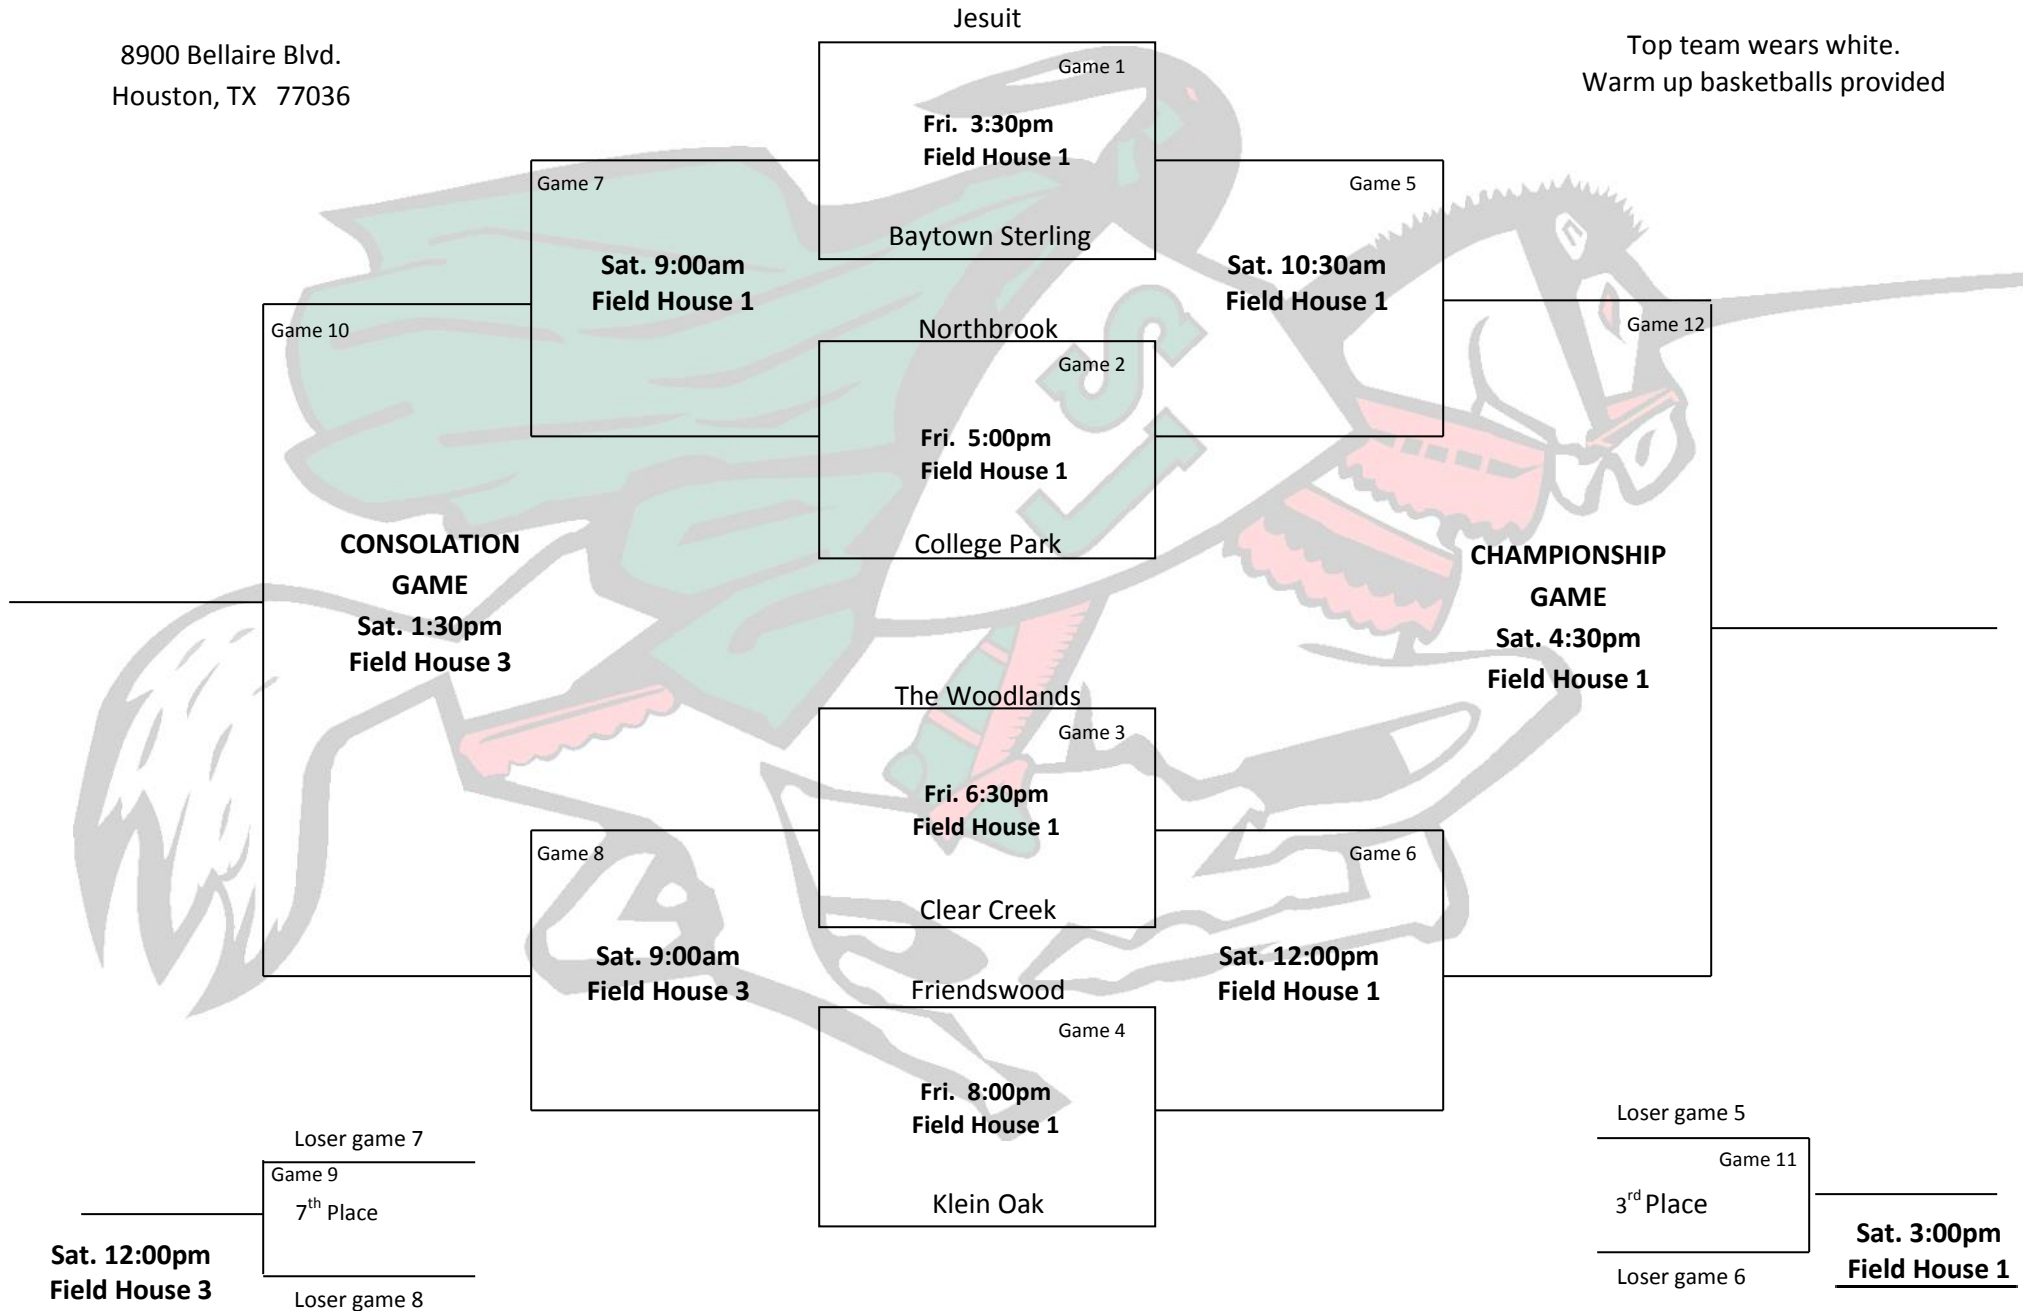 Jesuit
8900 Bellaire Blvd.
Houston, TX 77036
Top team wears white.
Warm up basketballs provided
Game 1
Fri. 3:30pm
Field House 1
Baytown Sterling
Game 7
Sat. 9:00am
Field House 1
Game 5
Sat. 10:30am
Field House 1
Northbrook
Game 2
Fri. 5:00pm
Field House 1
College Park
Game 10
CONSOLATION
GAME
Sat. 1:30pm
Field House 3
Game 12
CHAMPIONSHIP
GAME
Sat. 4:30pm
Field House 1
The Woodlands
Game 3
Fri. 6:30pm
Field House 1
Clear Creek
Game 8
Sat. 9:00am
Field House 3
Game 6
Sat. 12:00pm
Field House 1
Friendswood
Game 4
Fri. 8:00pm
Field House 1
Klein Oak
Loser game 7
Game 9
7th Place
Sat. 12:00pm
Field House 3
Loser game 8
Loser game 5
Game 11
3rd Place
Sat. 3:00pm
Field House 1
Loser game 6
S
J